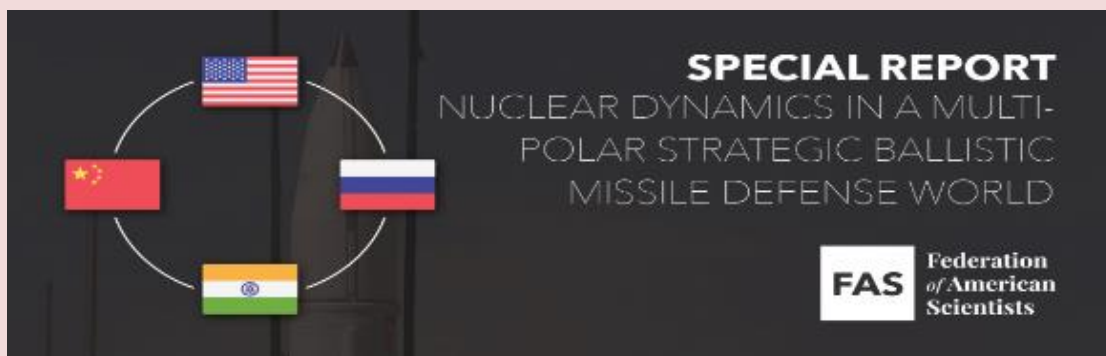 SPECIAL REPORT
NUCLEAR DYNAMICS IN A MULTI-
POLAR STRATEGIC BALLISTIC
MISSILE DEFENSE WORLD
FAS
Federation
of American
Scientists